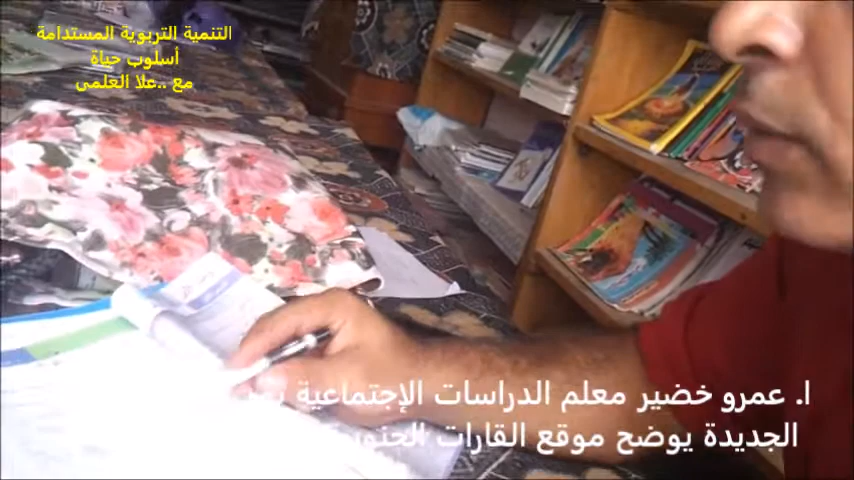 التنمية التربوية المستدامة
أسلوب حياة
مع ..علا العلمى
ا. عمرو خضير معلم الدراسات الإجتماعية
الجديدة يوضح موقع القارات